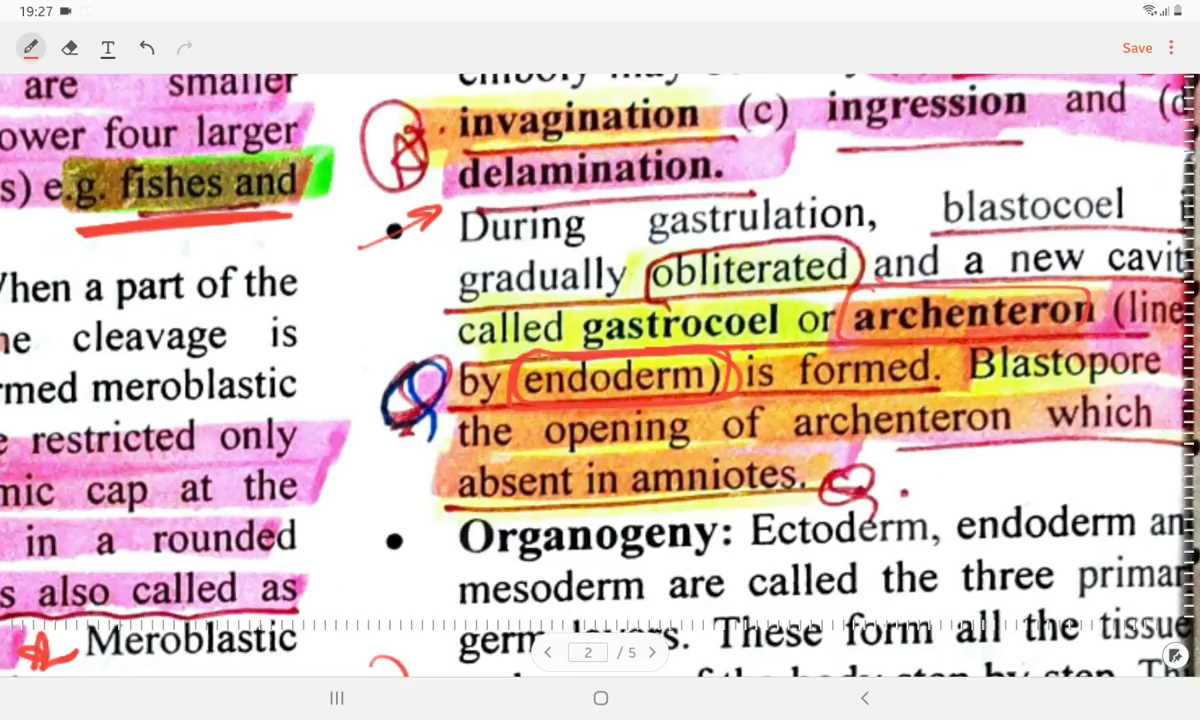 19:27
T
Save
are smaller
ower four larger
s) e.g. fishes and
hen a part of the
e cleavage is
rmed meroblastic
e restricted only
mic cap at the
in a rounded
s also called as
Meroblastic
invagination (c) ingression and (d
delamination.
• During gastrulation, blastocoel
gradually obliterated and a new cavit
called gastrocoel or archenteron (line
by endoderm) is formed. Blastopore
the opening of archenteron which
absent in amniotes.
• Organogeny: Ectoderm, endoderm an
mesoderm are called the three primar
germ layers. These form all the tissue
2 / 5